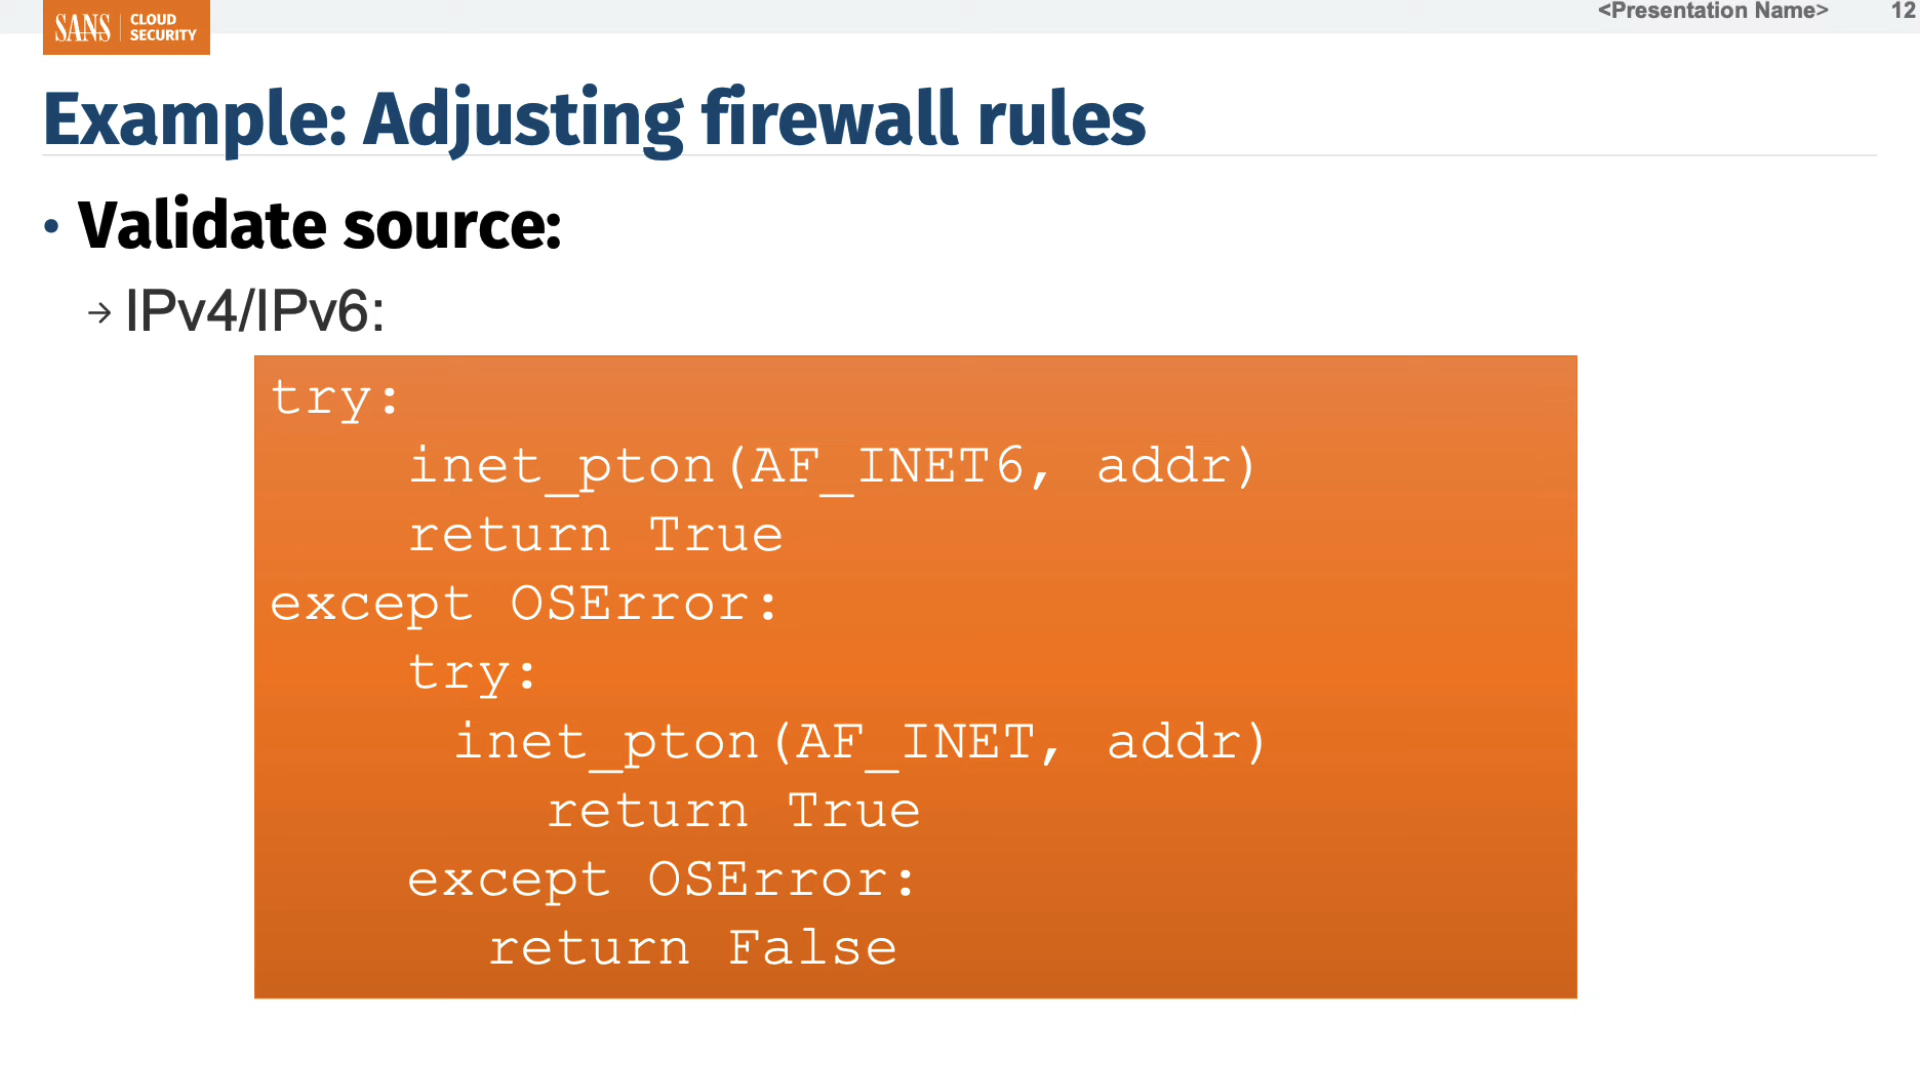 SANS CLOUD SECURITY
<Presentation Name> 12
Example: Adjusting firewall rules
• Validate source:
→ IPv4/IPv6:
try:
    inet_pton(AF_INET6, addr)
    return True
except OSError:
    try:
     inet_pton(AF_INET, addr)
        return True
    except OSError:
      return False